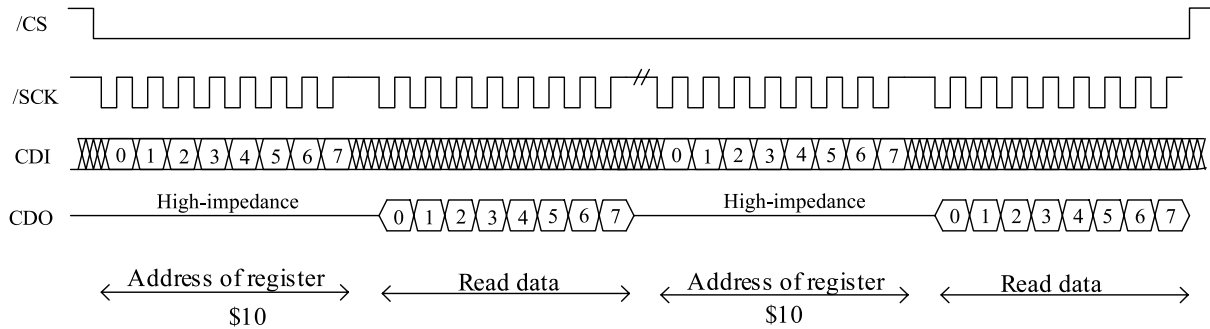 /CS
/SCK
CDI 0 1 2 3 4 5 6 7 0 1 2 3 4 5 6 7
CDO High-impedance 0 1 2 3 4 5 6 7 High-impedance 0 1 2 3 4 5 6 7
Address of register Read data Address of register Read data
$10 $10